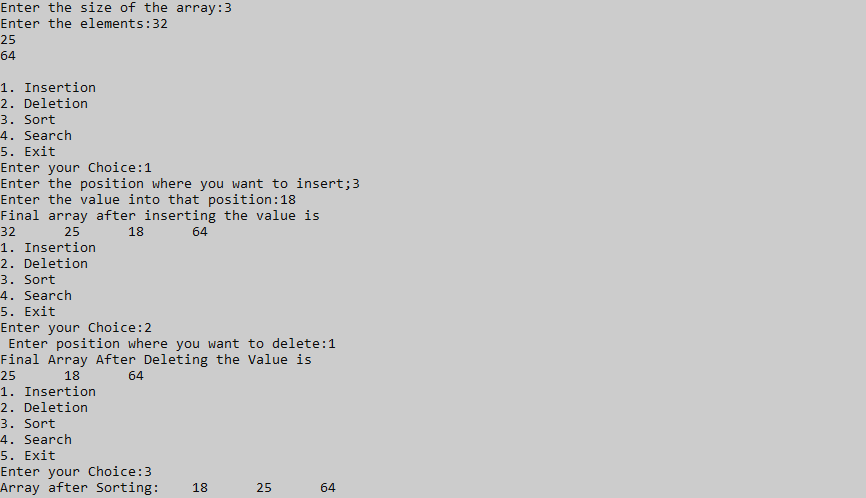 Enter the size of the array:3
Enter the elements:32
25
64
1. Insertion
2. Deletion
3. Sort
4. Search
5. Exit
Enter your Choice:1
Enter the position where you want to insert;3
Enter the value into that position:18
Final array after inserting the value is
32      25      18      64
1. Insertion
2. Deletion
3. Sort
4. Search
5. Exit
Enter your Choice:2
 Enter position where you want to delete:1
Final Array After Deleting the Value is
25      18      64
1. Insertion
2. Deletion
3. Sort
4. Search
5. Exit
Enter your Choice:3
Array after Sorting:    18      25      64